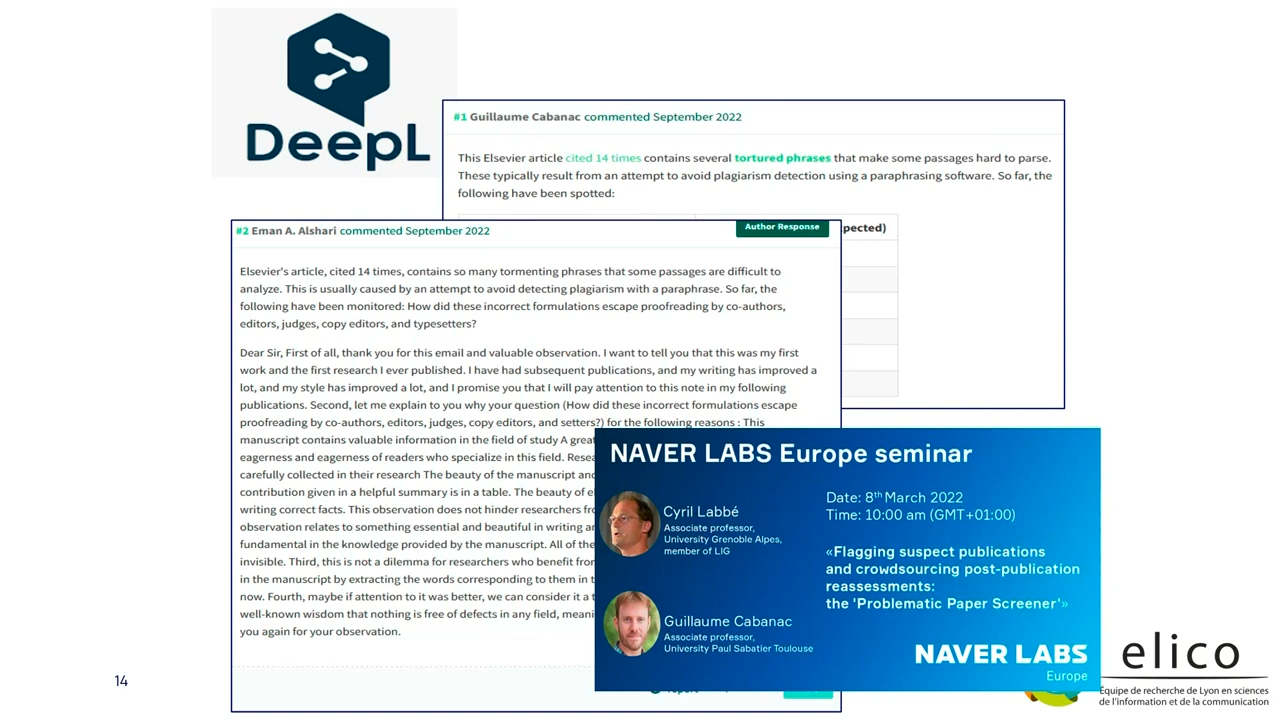 DeepL
#1 Guillaume Cabanac commented September 2022
This Elsevier article cited 14 times contains several tortured phrases that make some passages hard to parse.
These typically result from an attempt to avoid plagiarism detection using a paraphrasing software. So far, the
following have been spotted:
pected)
#2 Eman A. Alshari commented September 2022
Author Response
Elsevier's article, cited 14 times, contains so many tormenting phrases that some passages are difficult to
analyze. This is usually caused by an attempt to avoid detecting plagiarism with a paraphrase. So far, the
following have been monitored: How did these incorrect formulations escape proofreading by co-authors,
editors, judges, copy editors, and typesetters?
Dear Sir, First of all, thank you for this email and valuable observation. I want to tell you that this was my first
work and the first research I ever published. I have had subsequent publications, and my writing has improved a
lot, and my style has improved a lot, and I promise you that I will pay attention to this note in my following
publications. Second, let me explain to you why your question (How did these incorrect formulations escape
proofreading by co-authors, editors, judges, copy editors, and setters?) for the following reasons : This
manuscript contains valuable information in the field of study A great
eagerness and eagerness of readers who specialize in this field. Resea
carefully collected in their research The beauty of the manuscript and
contribution given in a helpful summary is in a table. The beauty of e
writing correct facts. This observation does not hinder researchers fr
observation relates to something essential and beautiful in writing a
fundamental in the knowledge provided by the manuscript. All of the
invisible. Third, this is not a dilemma for researchers who benefit from
in the manuscript by extracting the words corresponding to them in t
now. Fourth, maybe if attention to it was better, we can consider it a t
well-known wisdom that nothing is free of defects in any field, meani
you again for your observation.
NAVER LABS Europe seminar
Cyril Labbé
Associate professor,
University Grenoble Alpes,
member of LIG
Guillaume Cabanac
Associate professor,
University Paul Sabatier Toulouse
Date: 8th March 2022
Time: 10:00 am (GMT+01:00)
«Flagging suspect publications
and crowdsourcing post-publication
reassessments:
the 'Problematic Paper Screener'»
NAVER LABS
Europe
elico
Équipe de recherche de Lyon en sciences
de l'information et de la communication
14